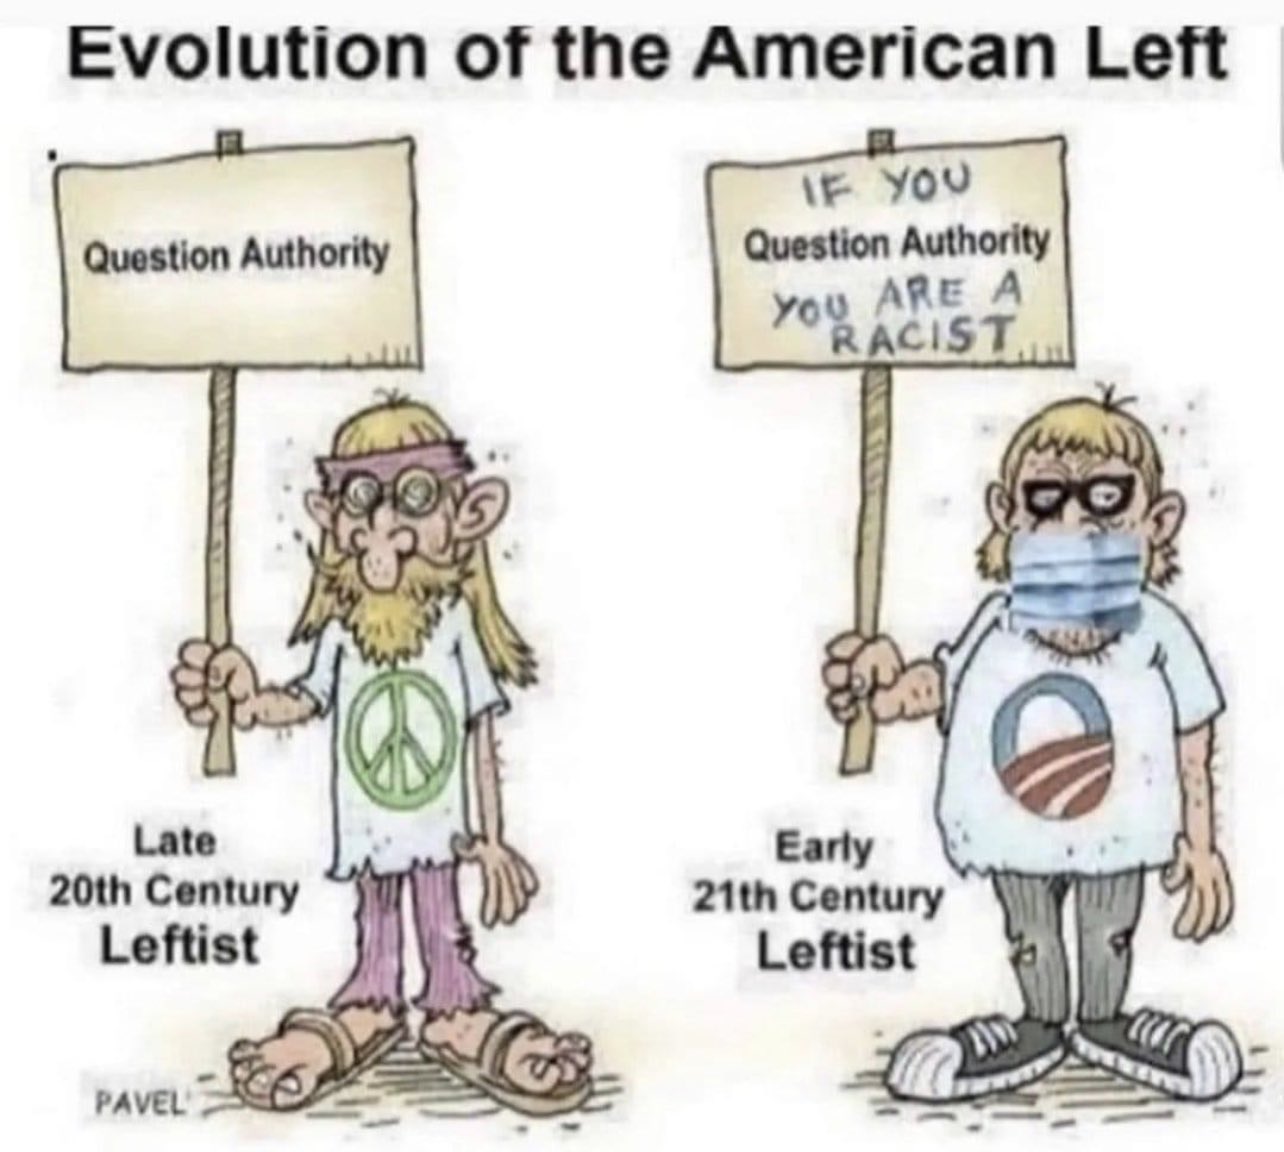 Evolution of the American Left
Question Authority
IF YOU
Question Authority
YOU ARE A
RACIST
Late
20th Century
Leftist
Early
21th Century
Leftist
PAVEL